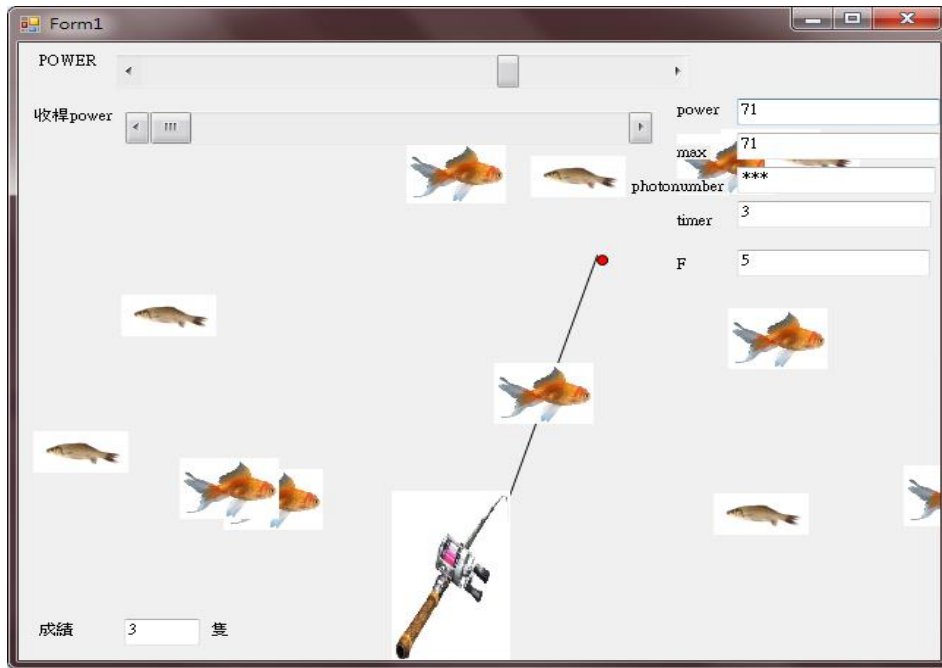 Form1
POWER
收桿power
power 71
max 71
photonumber ***
timer 3
F 5
成績 3 隻